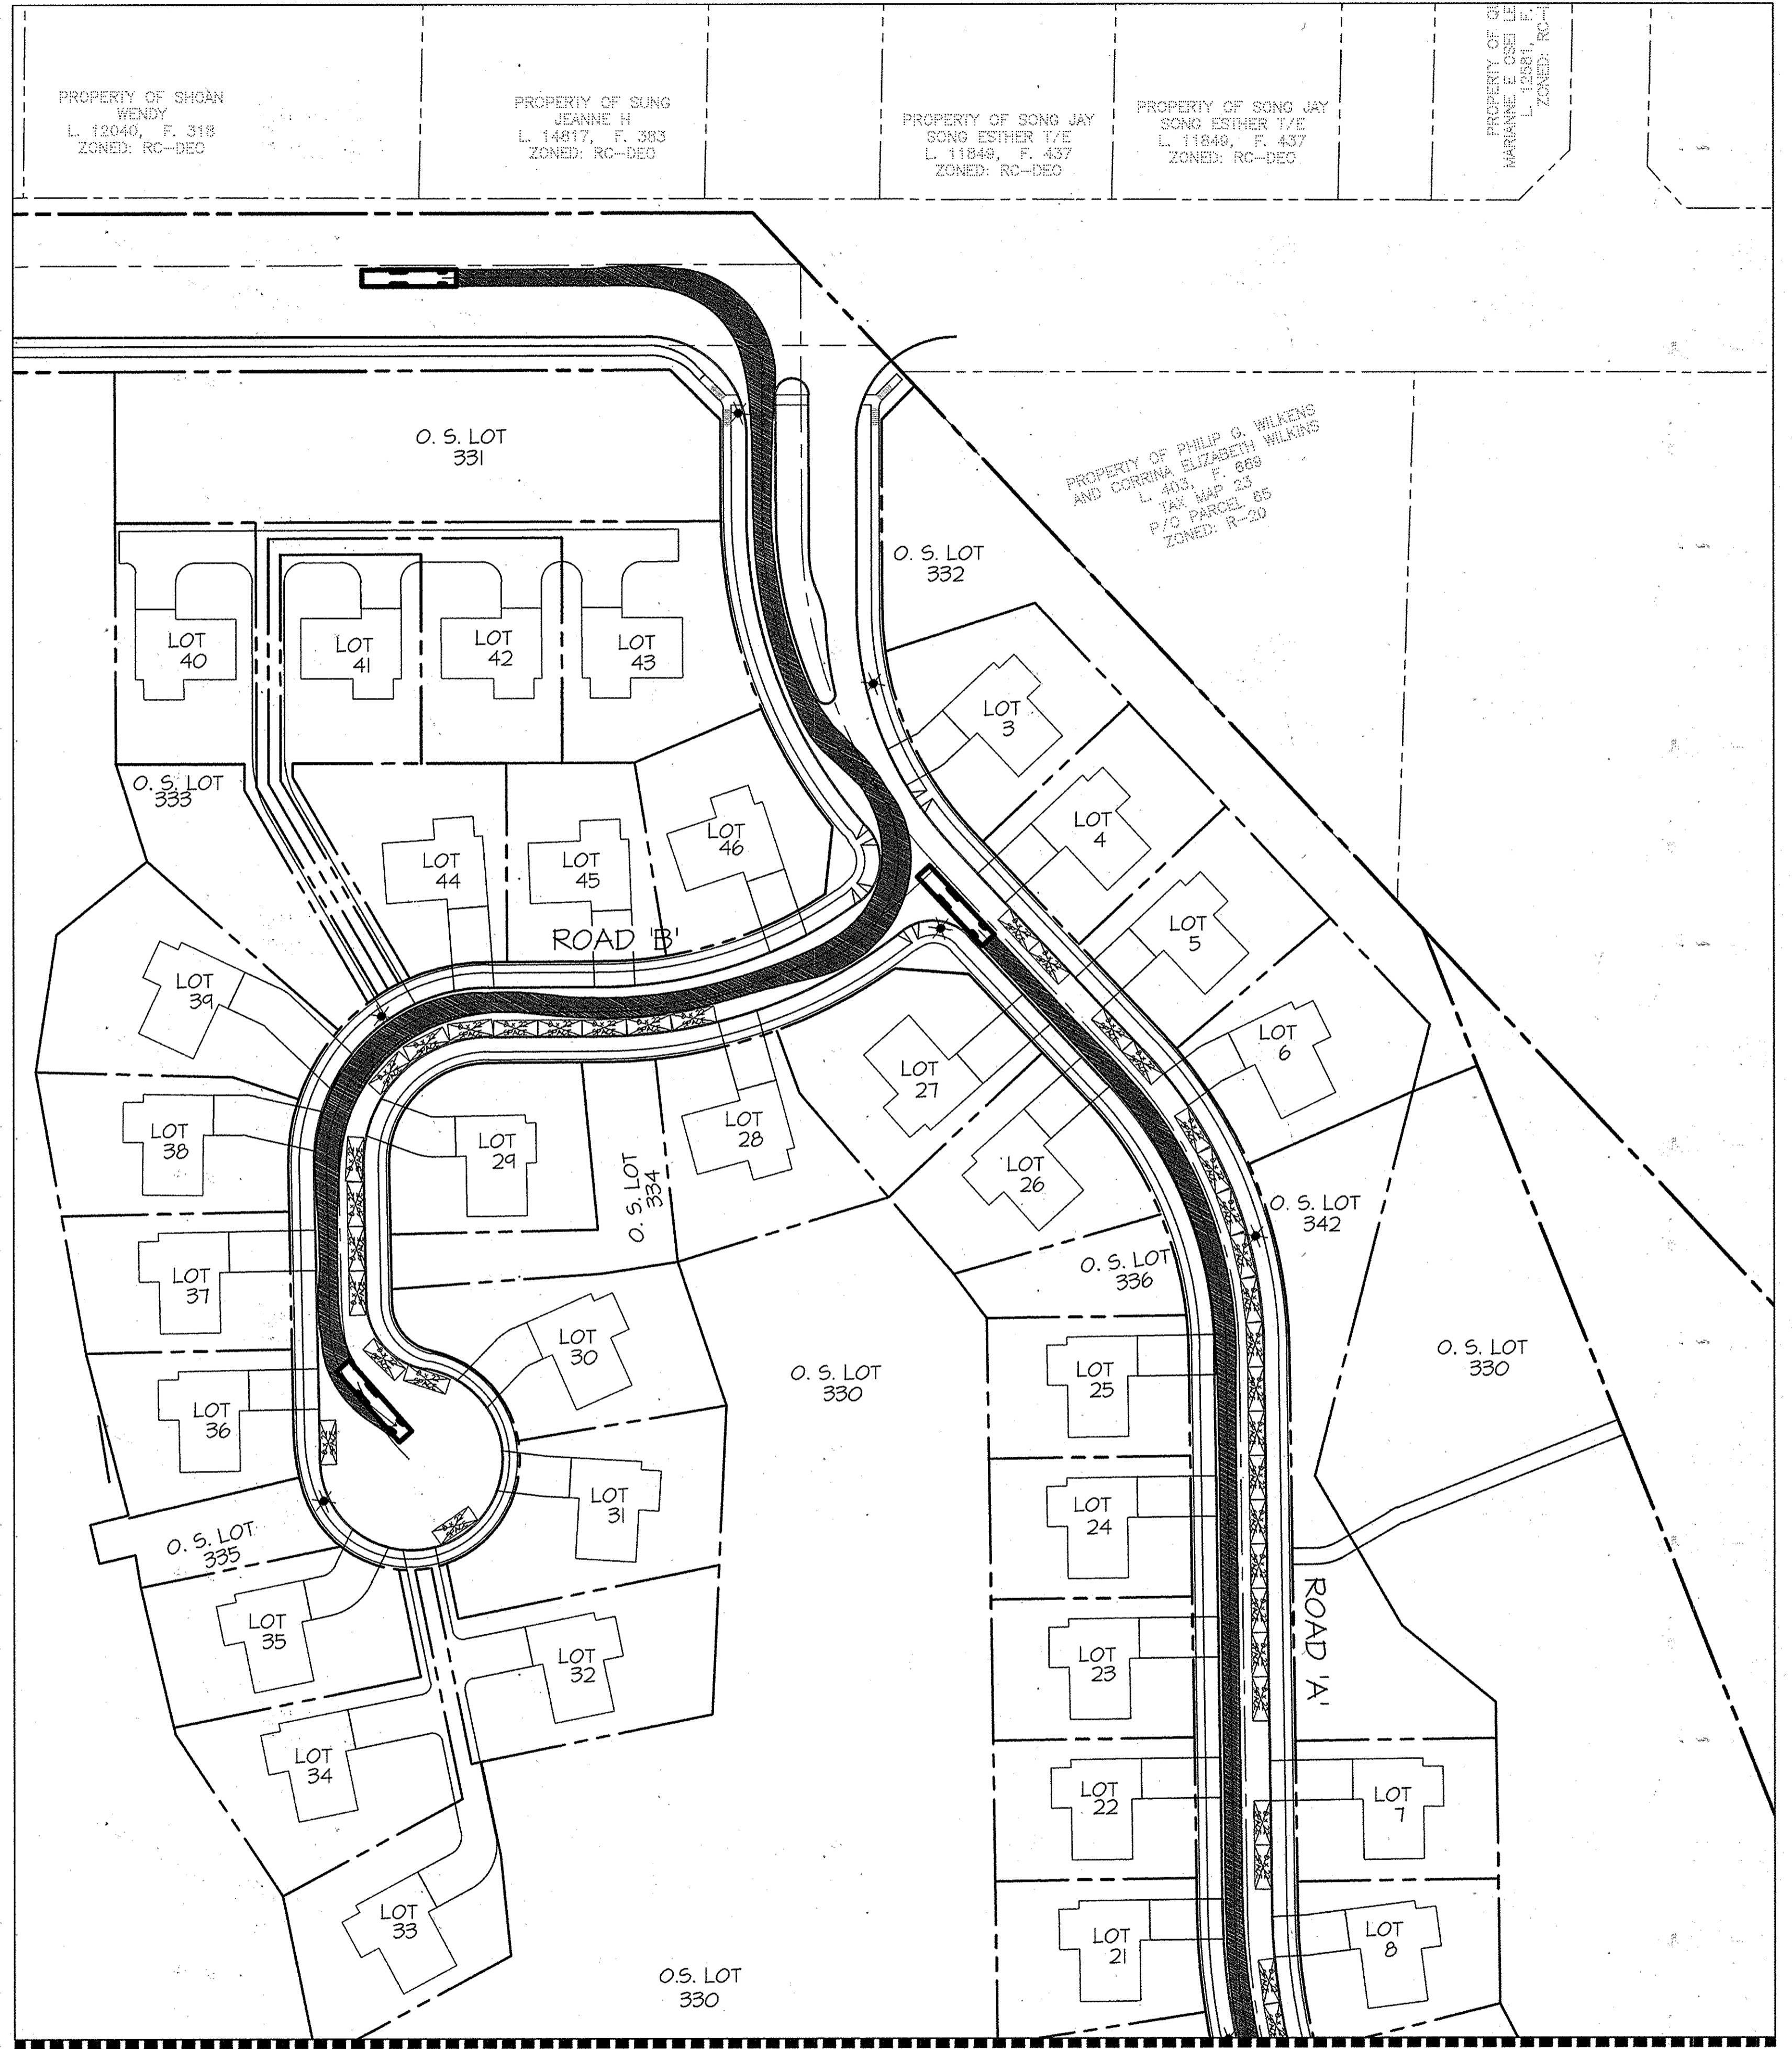 PROPERTY OF SHOAN
WENDY
L. 12040, F. 318
ZONED: RC-DEO
PROPERTY OF SUNG
JEANNE H
L. 14817, F. 383
ZONED: RC-DEO
PROPERTY OF SONG JAY
SONG ESTHER T/E
L. 11849, F. 437
ZONED: RC-DEO
PROPERTY OF SONG JAY
SONG ESTHER T/E
L. 11849, F. 437
ZONED: RC-DEO
PROPERTY OF
MARIANNE OSEI
L. 12581, F.
ZONED: RC-
PROPERTY OF PHILIP G. WILKENS
AND CORRINA ELIZABETH WILKINS
L. 403, F. 669
TAX MAP 23
P/O PARCEL 65
ZONED: R-20
O. S. LOT
331
O. S. LOT
332
LOT
40
LOT
41
LOT
42
LOT
43
LOT
3
O. S. LOT
333
LOT
4
LOT
44
LOT
45
LOT
46
LOT
5
ROAD 'B'
LOT
39
LOT
6
LOT
27
LOT
38
LOT
29
LOT
28
O. S. LOT
334
LOT
26
O. S. LOT
342
O. S. LOT
336
LOT
37
LOT
30
O. S. LOT
330
LOT
25
O. S. LOT
330
LOT
36
LOT
31
LOT
24
O. S. LOT
335
LOT
35
LOT
32
LOT
23
ROAD 'A'
LOT
34
LOT
22
LOT
7
LOT
33
LOT
21
LOT
8
O.S. LOT
330